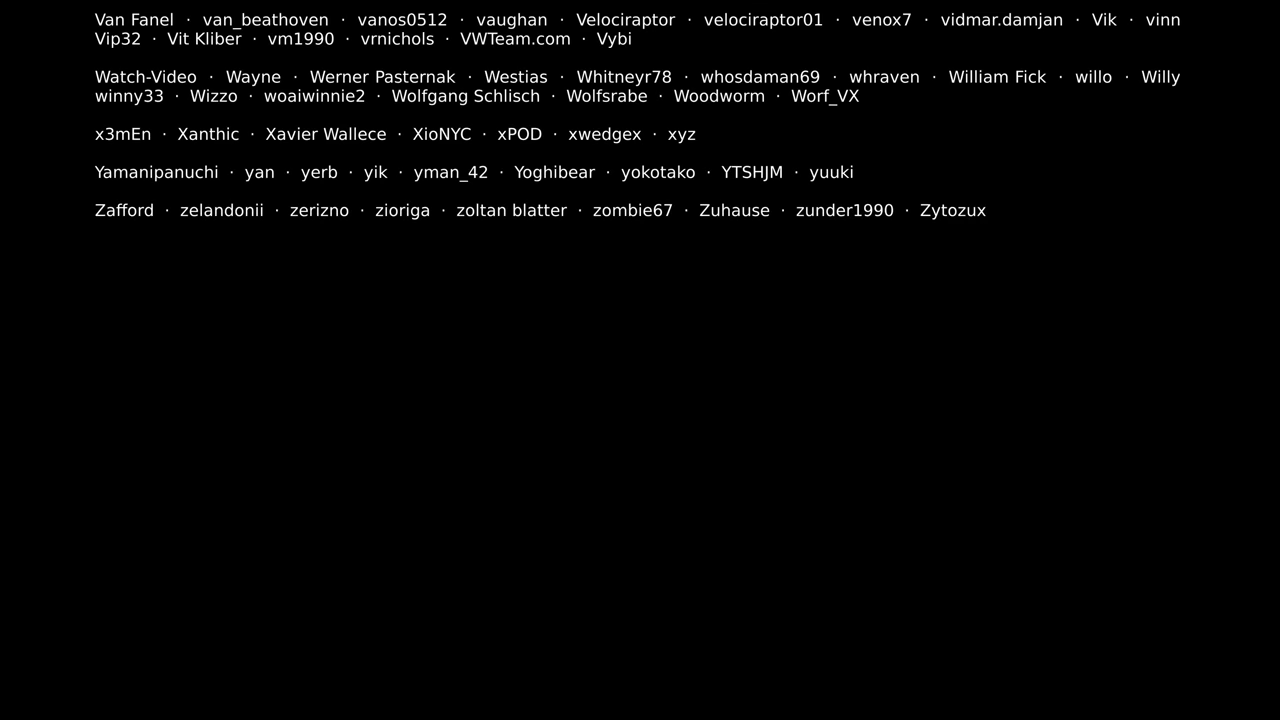 Van Fanel · van_beathoven · vanos0512 · vaughan · Velociraptor · velociraptor01 · venox7 · vidmar.damjan · Vik · vinn
Vip32 · Vit Kliber · vm1990 · vrnichols · VWTeam.com · Vybi
Watch-Video · Wayne · Werner Pasternak · Westias · Whitneyr78 · whosdaman69 · whraven · William Fick · willo · Willy
winny33 · Wizzo · woaiwinnie2 · Wolfgang Schlisch · Wolfsrabe · Woodworm · Worf_VX
x3mEn · Xanthic · Xavier Wallece · XioNYC · xPOD · xwedgex · xyz
Yamanipanuchi · yan · yerb · yik · yman_42 · Yoghibear · yokotako · YTSHJM · yuuki
Zafford · zelandonii · zerizno · zioriga · zoltan blatter · zombie67 · Zuhause · zunder1990 · Zytozux